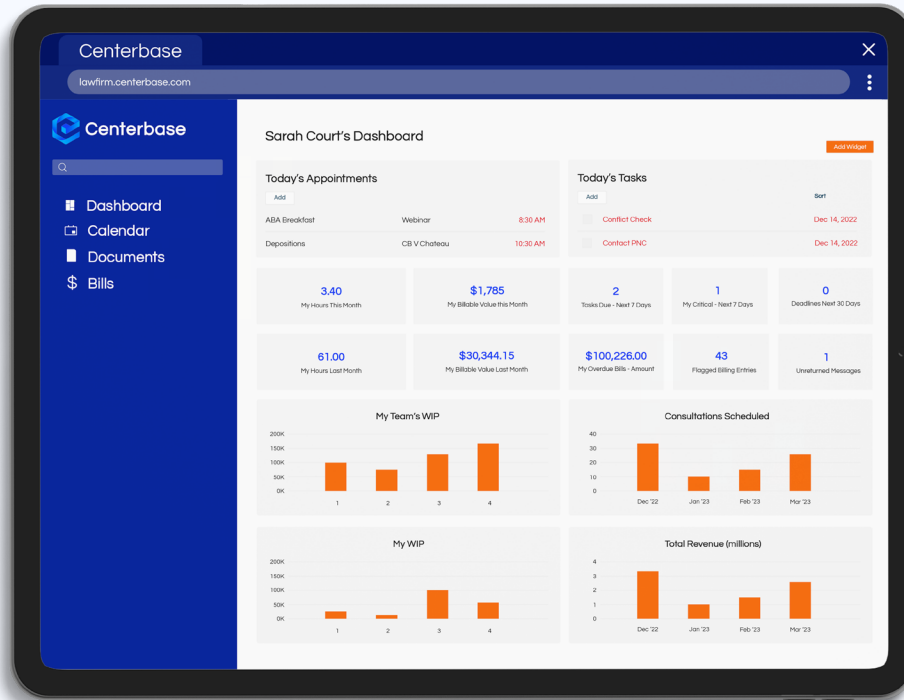 Centerbase
lawfirm.centerbase.com
Centerbase
Dashboard
Calendar
Documents
Bills
Sarah Court's Dashboard
Add Widget
Today's Appointments
Add
ABA Breakfast Webinar 8:30 AM
Depositions CB V Chateau 10:30 AM
Today's Tasks
Add Sort
Conflict Check Dec 14, 2022
Contact PNC Dec 14, 2022
3.40
My Hours This Month
$1,785
My Billable Value this Month
2
Tasks Due - Next 7 Days
1
My Critical - Next 7 Days
0
Deadlines Next 30 Days
61.00
My Hours Last Month
$30,344.15
My Billable Value Last Month
$100,226.00
My Overdue Bills - Amount
43
Flagged Billing Entries
1
Unreturned Messages
My Team's WIP
200K
150K
100K
50K
0K
1 2 3 4
Consultations Scheduled
40
30
20
10
0
Dec '22 Jan '23 Feb '23 Mar '23
My WIP
200K
150K
100K
50K
0K
1 2 3 4
Total Revenue (millions)
4
3
2
1
0
Dec '22 Jan '23 Feb '23 Mar '23